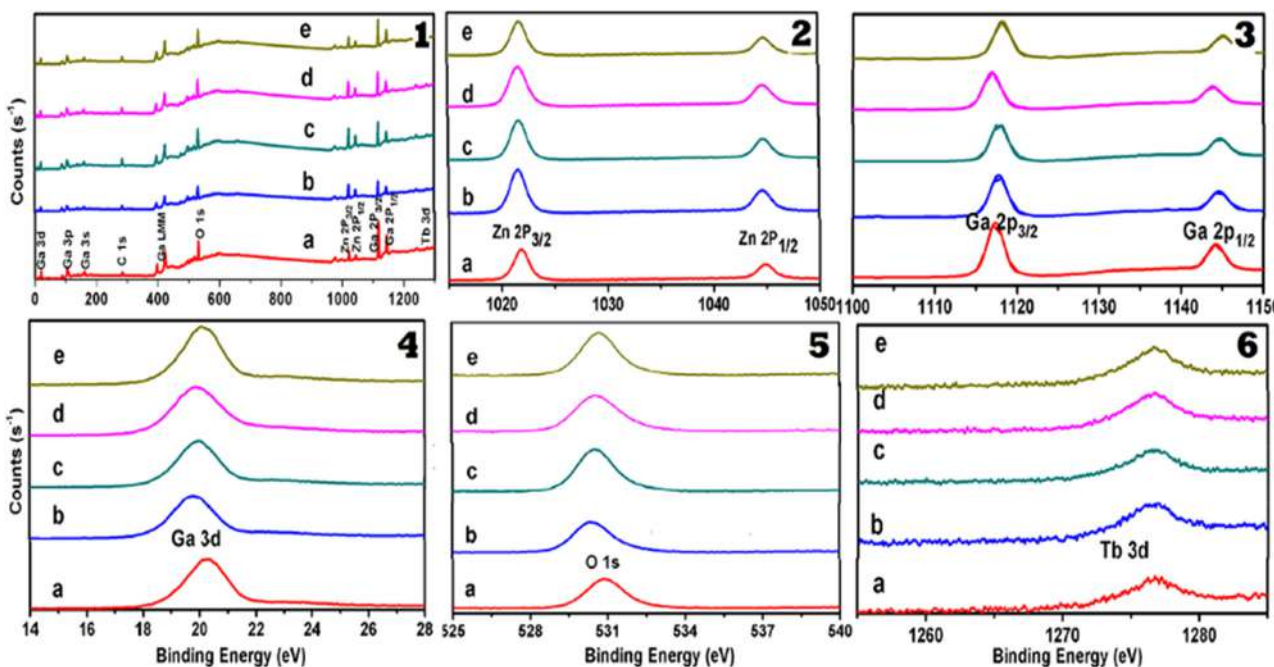 Counts (s⁻¹)
1
e
d
c
b
a
Ga 3d
Ga 3p
Ga 3s
C 1s
Ga LMM
O 1s
Zn 2P3/2
Zn 2P1/2
Ga 2P3/2
Ga 2P1/2
Tb 3d
0 100 200 300 400 600 800 1000 1200
2
e
d
c
b
Zn 2P3/2 Zn 2P1/2
a
1020 1030 1040 1050
3
e
d
c
b
Ga 2p3/2 Ga 2p1/2
a
1100 1110 1120 1130 1140 1150
Counts (s⁻¹)
4
e
d
c
b
Ga 3d
a
14 16 18 20 22 24 26 28
Binding Energy (eV)
5
e
d
c
b
O 1s
a
525 528 531 534 537 540
Binding Energy (eV)
6
e
d
c
b
Tb 3d
a
1260 1270 1280
Binding Energy (eV)